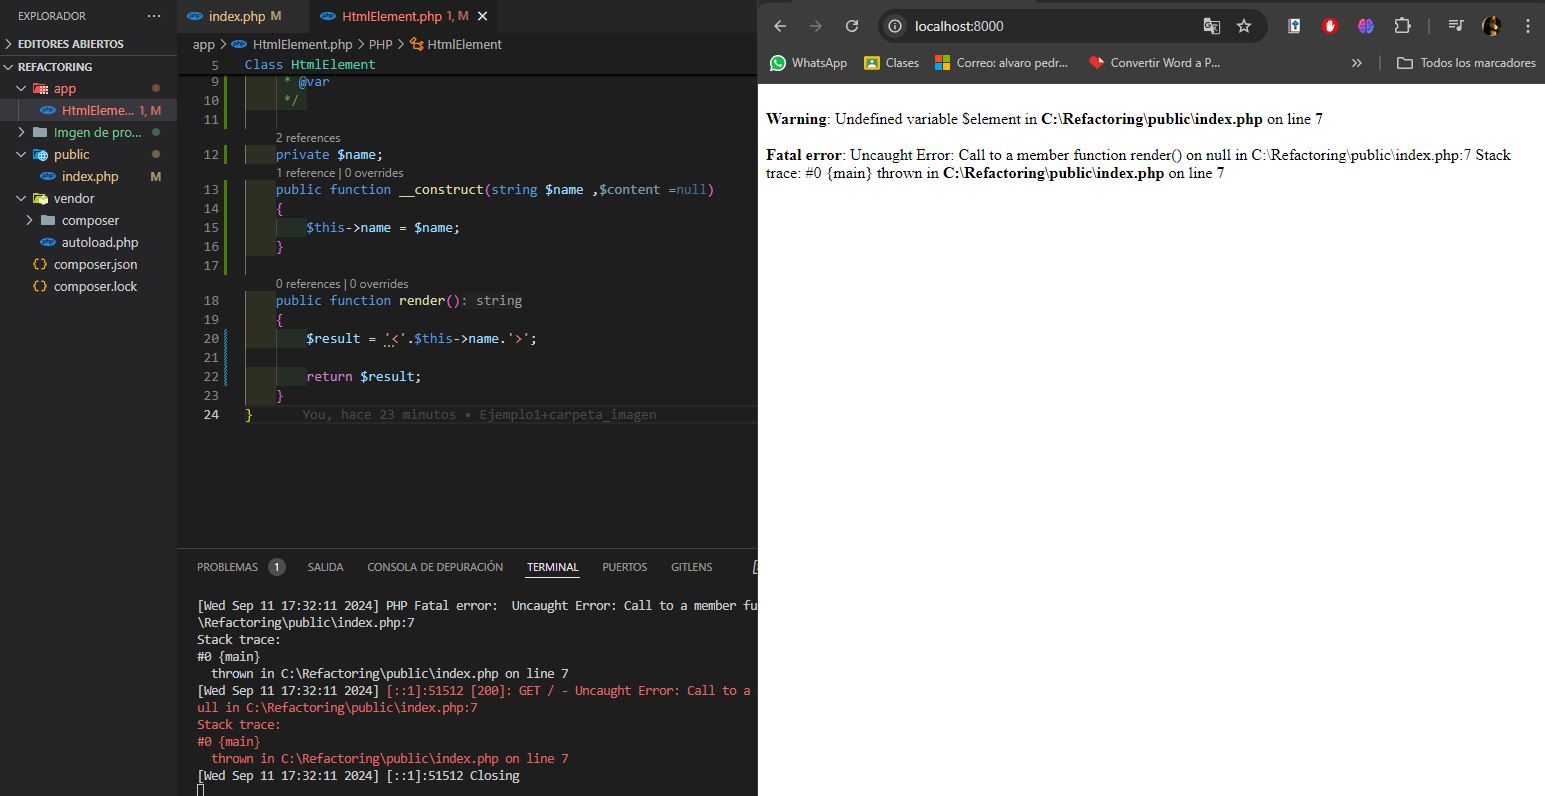 EXPLORADOR
EDITORES ABIERTOS
REFACTORING
app
HtmlEleme... 1, M
Imgen de pro...
public
index.php M
vendor
composer
autoload.php
composer.json
composer.lock
index.php M
HtmlElement.php 1, M
app > HtmlElement.php > PHP > HtmlElement
5 Class HtmlElement
9 * @var
10 */
11
2 references
12 private $name;
1 reference | 0 overrides
13 public function __construct(string $name ,$content =null)
14 {
15 $this->name = $name;
16 }
17
0 references | 0 overrides
18 public function render(): string
19 {
20 $result = '<'.$this->name.'>';
21
22 return $result;
23 }
24 } You, hace 23 minutos • Ejemplo1+carpeta_imagen
PROBLEMAS 1 SALIDA CONSOLA DE DEPURACIÓN TERMINAL PUERTOS GITLENS
[Wed Sep 11 17:32:11 2024] PHP Fatal error:  Uncaught Error: Call to a member fu
\Refactoring\public\index.php:7
Stack trace:
#0 {main}
thrown in C:\Refactoring\public\index.php on line 7
[Wed Sep 11 17:32:11 2024] [::1]:51512 [200]: GET / - Uncaught Error: Call to a
ull in C:\Refactoring\public\index.php:7
Stack trace:
#0 {main}
thrown in C:\Refactoring\public\index.php on line 7
[Wed Sep 11 17:32:11 2024] [::1]:51512 Closing
localhost:8000
WhatsApp Clases Correo: alvaro pedr... Convertir Word a P... » Todos los marcadores
Warning: Undefined variable $element in C:\Refactoring\public\index.php on line 7
Fatal error: Uncaught Error: Call to a member function render() on null in C:\Refactoring\public\index.php:7 Stack
trace: #0 {main} thrown in C:\Refactoring\public\index.php on line 7